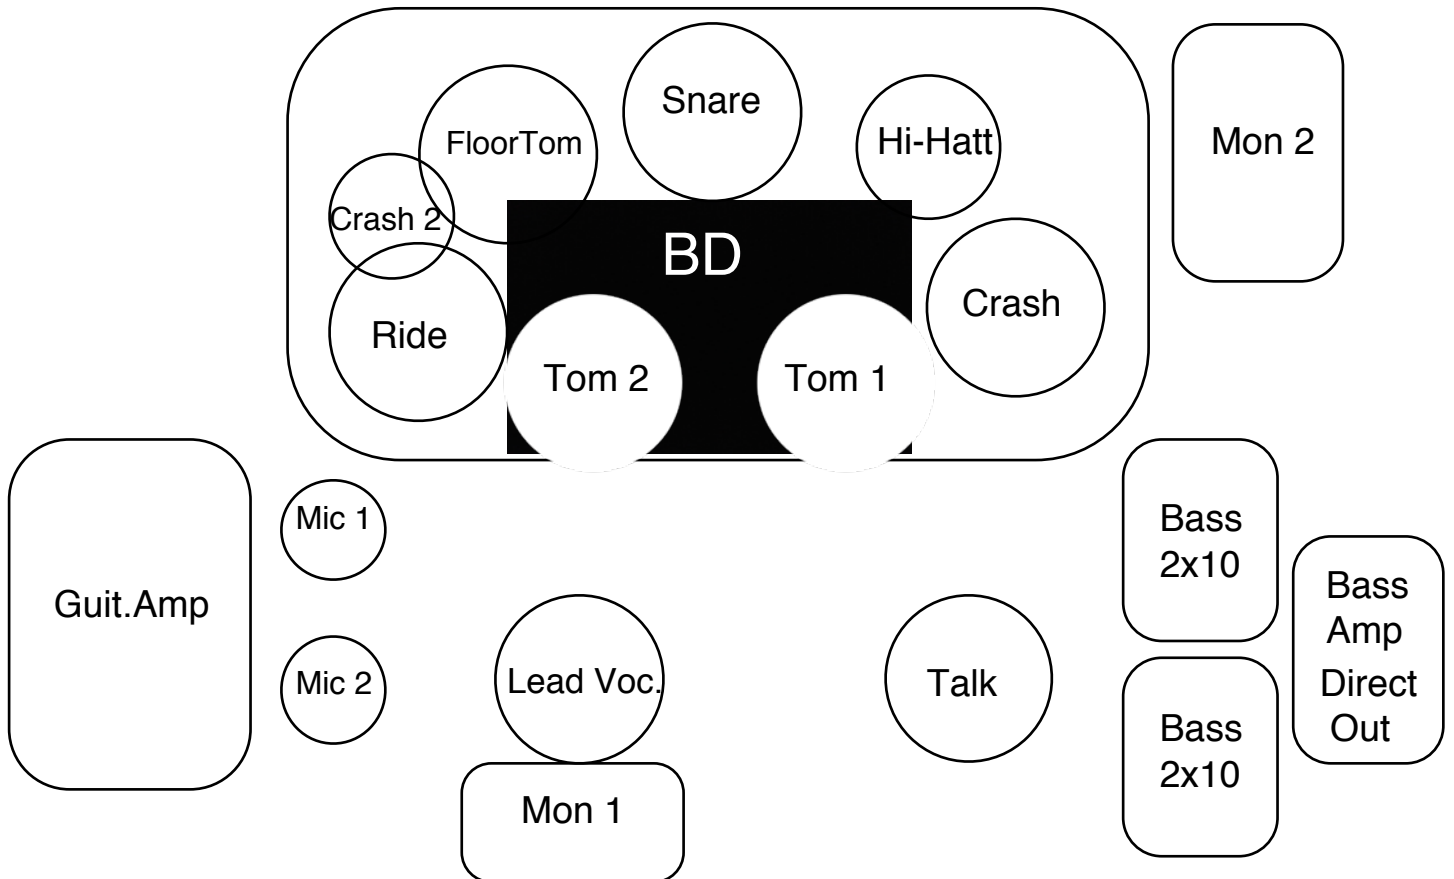 Snare
FloorTom
Hi-Hatt
Mon 2
Crash 2
BD
Crash
Ride
Tom 2
Tom 1
Mic 1
Guit.Amp
Mic 2
Lead Voc.
Talk
Mon 1
Bass
2x10
Bass
2x10
Bass
Amp
Direct
Out